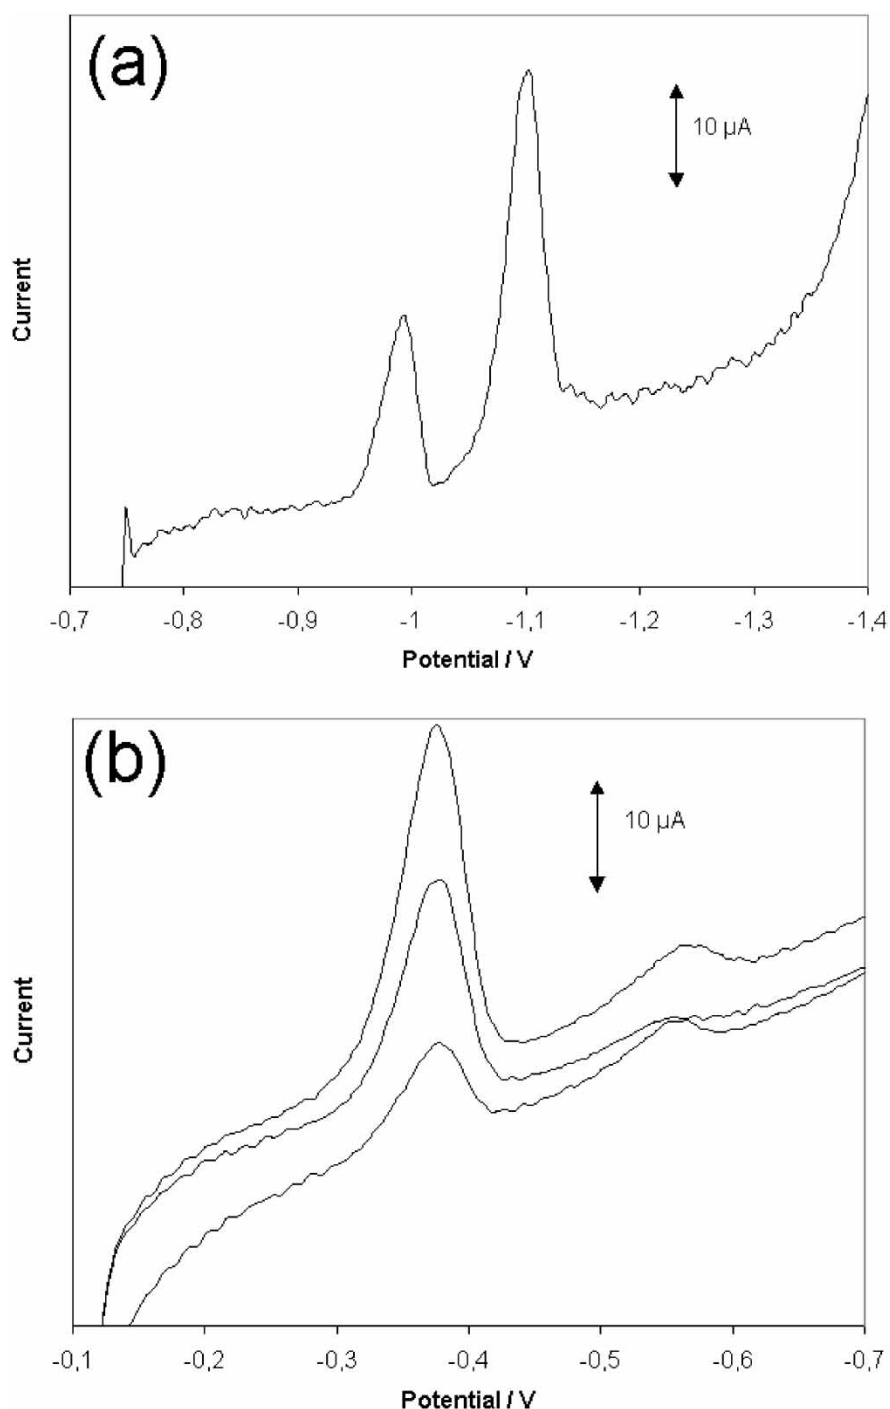 (a)
10 µA
Current
-0,7 -0,8 -0,9 -1 -1,1 -1,2 -1,3 -1,4
Potential / V
(b)
10 µA
Current
-0,1 -0,2 -0,3 -0,4 -0,5 -0,6 -0,7
Potential / V